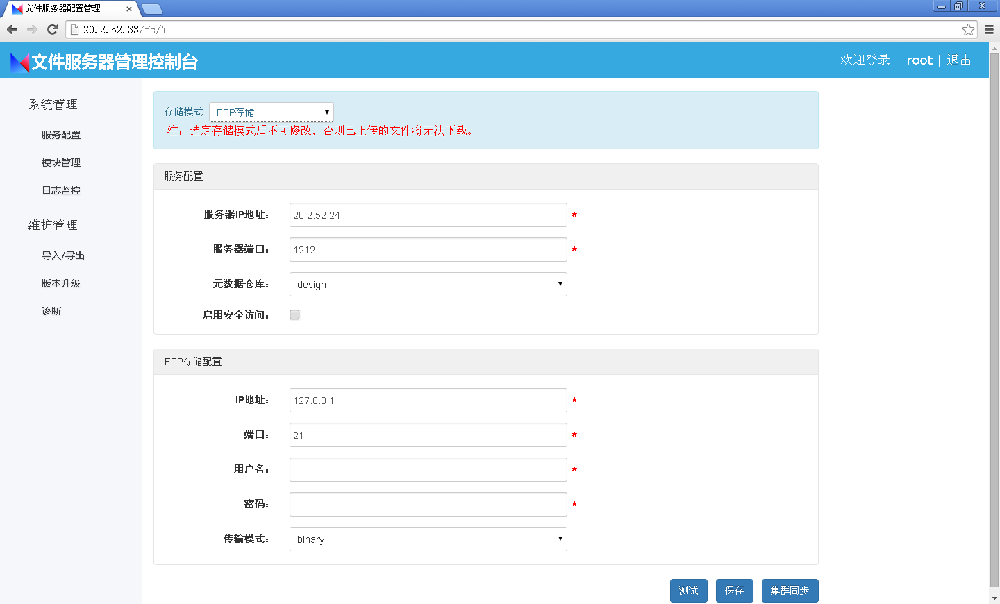 文件服务器配置管理
20.2.52.33/fs/#
文件服务器管理控制台
欢迎登录! root | 退出
系统管理
服务配置
模块管理
日志监控
维护管理
导入/导出
版本升级
诊断
存储模式 FTP存储
注：选定存储模式后不可修改，否则已上传的文件将无法下载。
服务配置
服务器IP地址： 20.2.52.24 *
服务器端口： 1212 *
元数据仓库： design
启用安全访问：
FTP存储配置
IP地址： 127.0.0.1 *
端口： 21 *
用户名： *
密码： *
传输模式： binary
测试 保存 集群同步